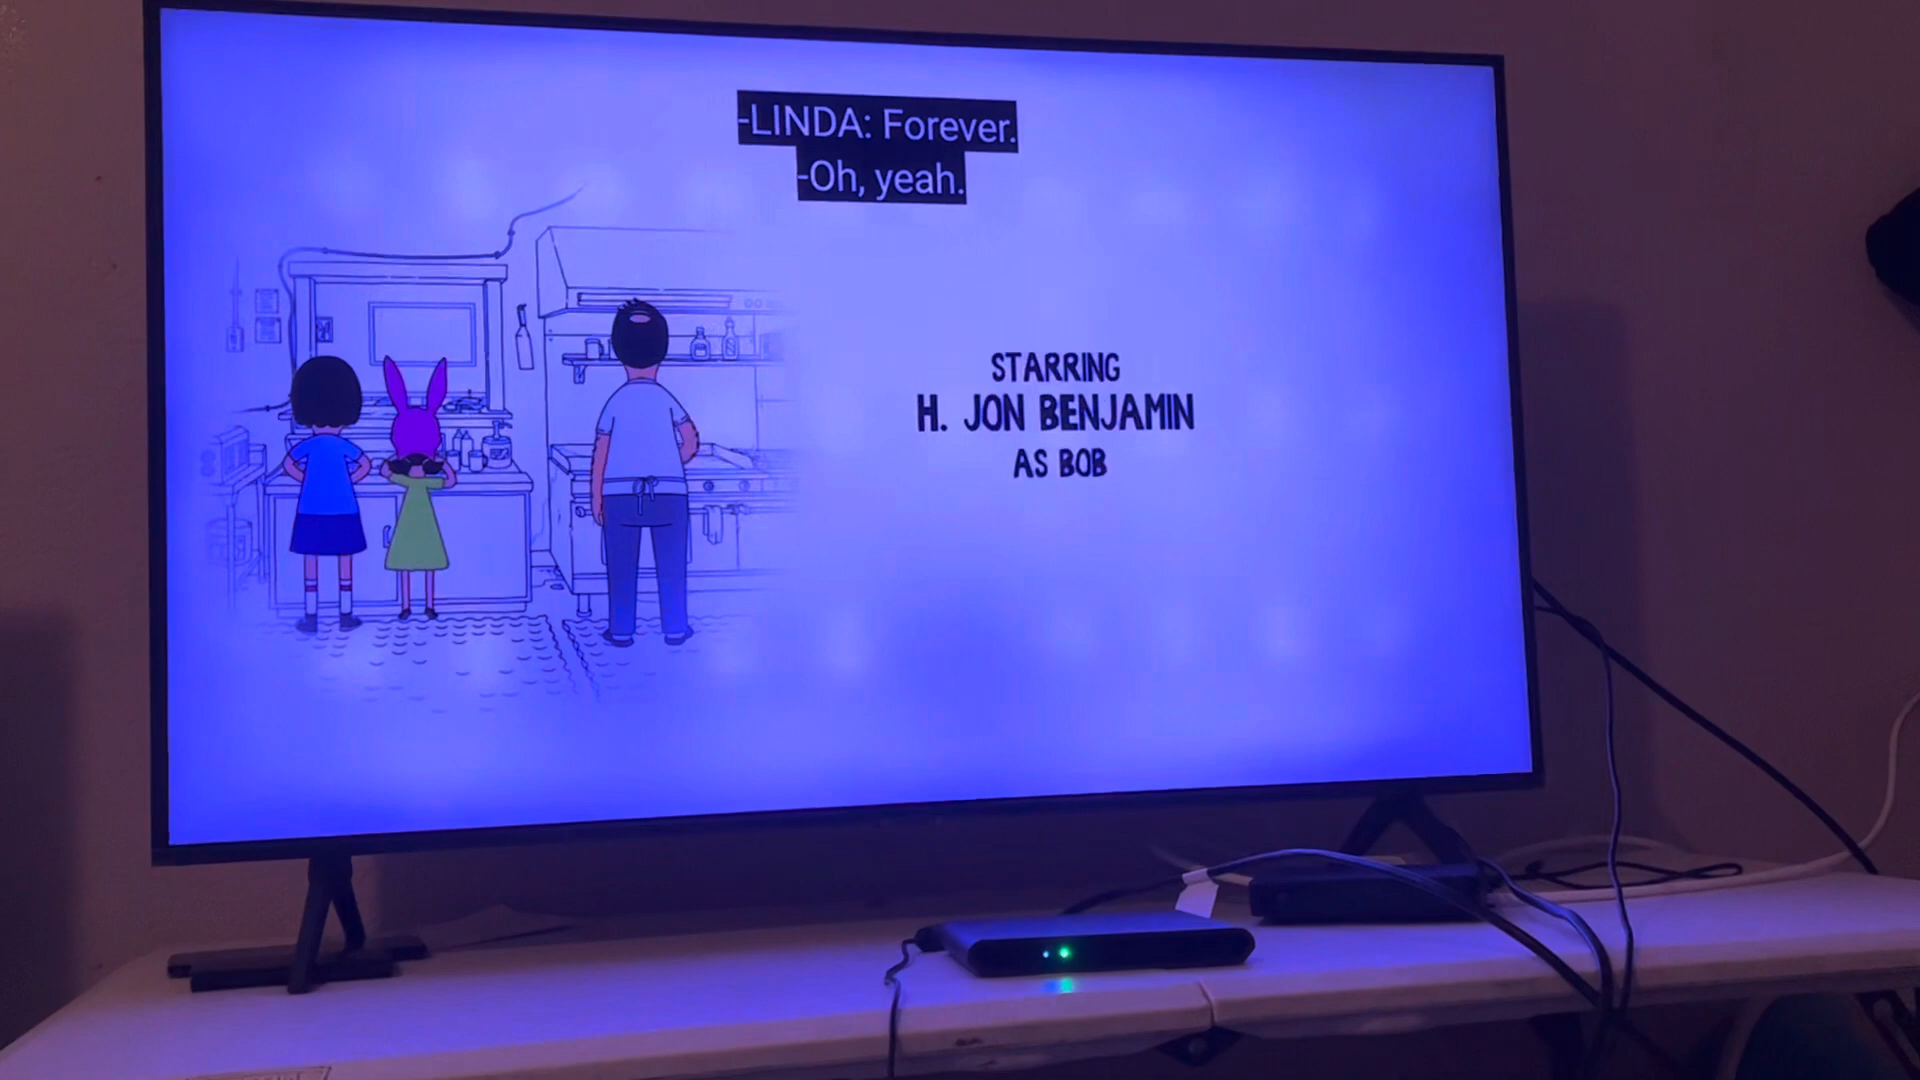 -LINDA: Forever.
-Oh, yeah.
STARRING
H. JON BENJAMIN
AS BOB